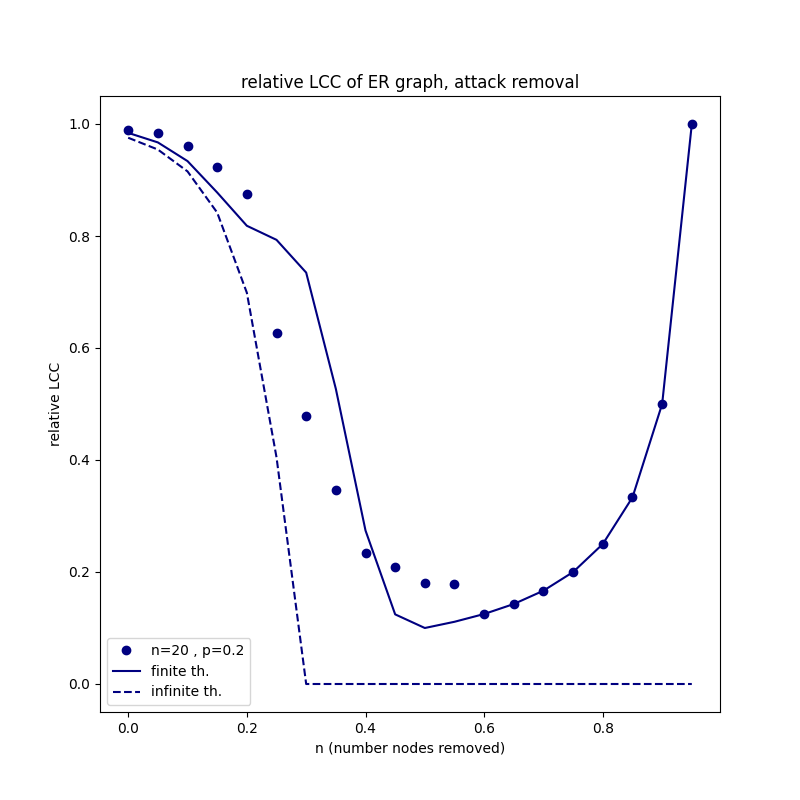 relative LCC of ER graph, attack removal
1.0
0.8
0.6
0.4
0.2
0.0
relative LCC
n=20 , p=0.2
finite th.
infinite th.
0.0 0.2 0.4 0.6 0.8
n (number nodes removed)